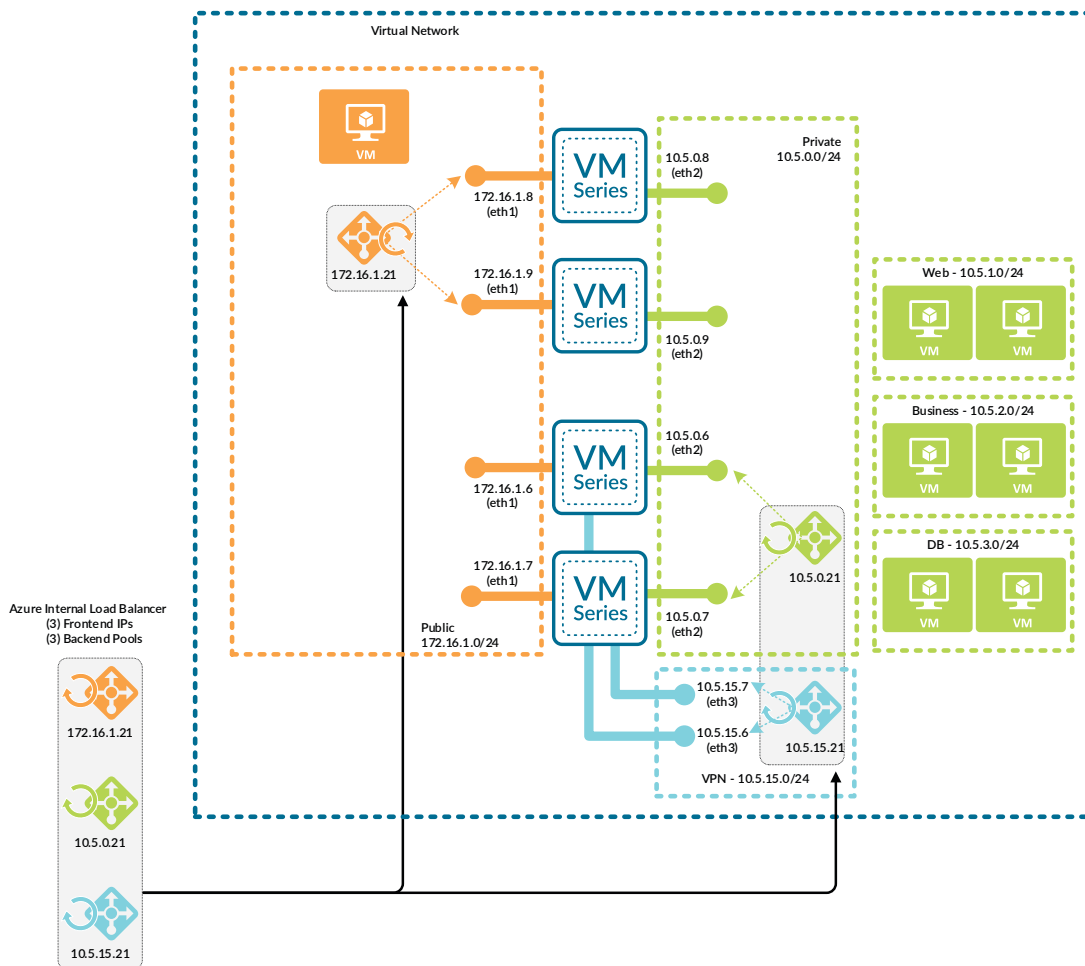 Virtual Network
VM
172.16.1.21
172.16.1.8
(eth1)
VM
Series
10.5.0.8
(eth2)
Private
10.5.0.0/24
172.16.1.9
(eth1)
VM
Series
10.5.0.9
(eth2)
Web - 10.5.1.0/24
VM
VM
Business - 10.5.2.0/24
VM
VM
DB - 10.5.3.0/24
VM
VM
172.16.1.6
(eth1)
VM
Series
10.5.0.6
(eth2)
172.16.1.7
(eth1)
VM
Series
10.5.0.7
(eth2)
10.5.0.21
Public
172.16.1.0/24
10.5.15.7
(eth3)
10.5.15.6
(eth3)
10.5.15.21
VPN - 10.5.15.0/24
Azure Internal Load Balancer
(3) Frontend IPs
(3) Backend Pools
172.16.1.21
10.5.0.21
10.5.15.21